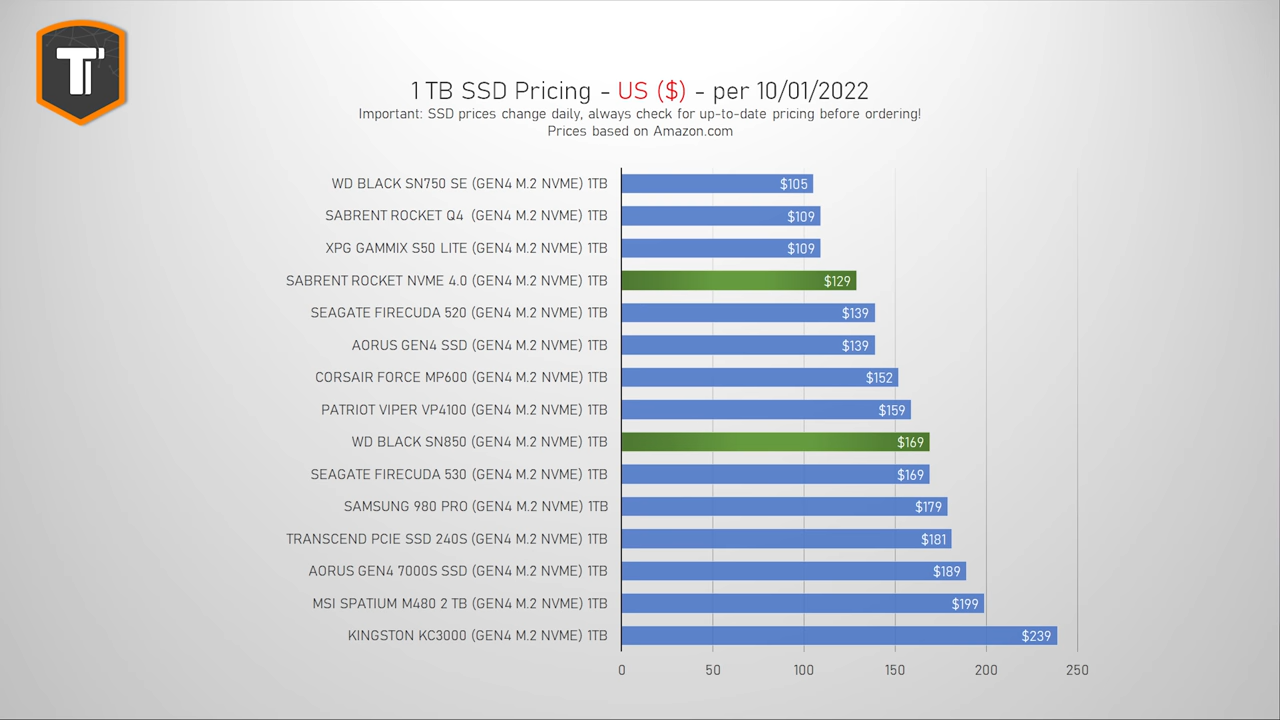 T
1 TB SSD Pricing - US ($) - per 10/01/2022
Important: SSD prices change daily, always check for up-to-date pricing before ordering!
Prices based on Amazon.com
WD BLACK SN750 SE (GEN4 M.2 NVME) 1TB $105
SABRENT ROCKET Q4 (GEN4 M.2 NVME) 1TB $109
XPG GAMMIX S50 LITE (GEN4 M.2 NVME) 1TB $109
SABRENT ROCKET NVME 4.0 (GEN4 M.2 NVME) 1TB $129
SEAGATE FIRECUDA 520 (GEN4 M.2 NVME) 1TB $139
AORUS GEN4 SSD (GEN4 M.2 NVME) 1TB $139
CORSAIR FORCE MP600 (GEN4 M.2 NVME) 1TB $152
PATRIOT VIPER VP4100 (GEN4 M.2 NVME) 1TB $159
WD BLACK SN850 (GEN4 M.2 NVME) 1TB $169
SEAGATE FIRECUDA 530 (GEN4 M.2 NVME) 1TB $169
SAMSUNG 980 PRO (GEN4 M.2 NVME) 1TB $179
TRANSCEND PCIE SSD 240S (GEN4 M.2 NVME) 1TB $181
AORUS GEN4 7000S SSD (GEN4 M.2 NVME) 1TB $189
MSI SPATIUM M480 2 TB (GEN4 M.2 NVME) 1TB $199
KINGSTON KC3000 (GEN4 M.2 NVME) 1TB $239
0 50 100 150 200 250